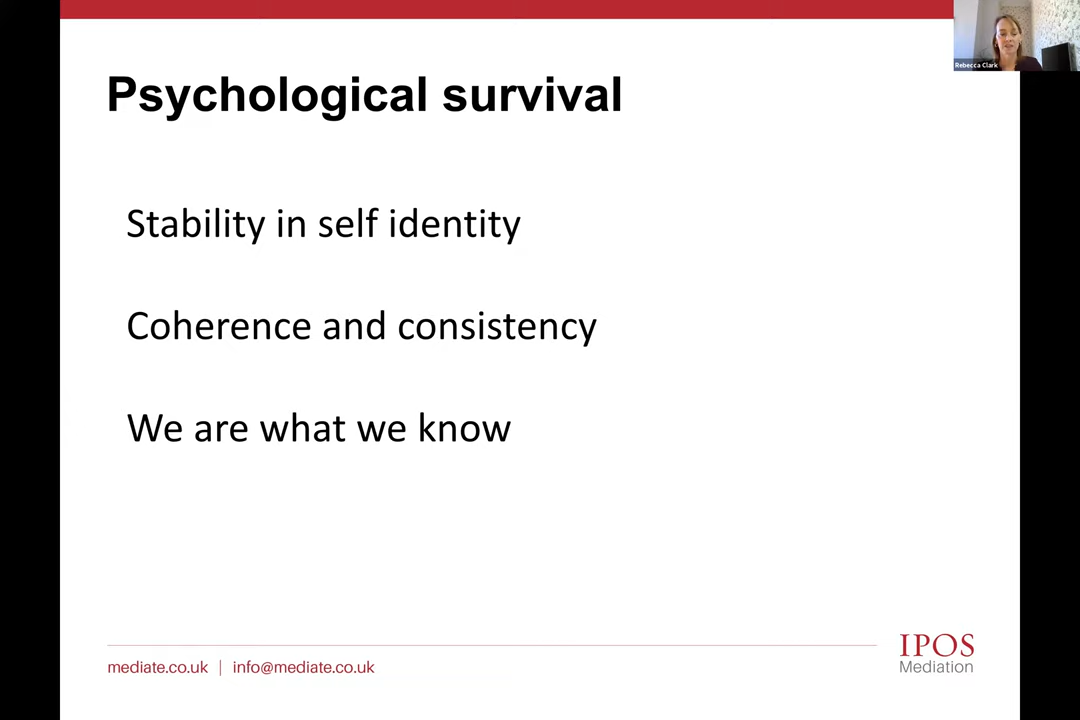 Rebecca Clark
Psychological survival
Stability in self identity
Coherence and consistency
We are what we know
mediate.co.uk | info@mediate.co.uk
IPOS
Mediation